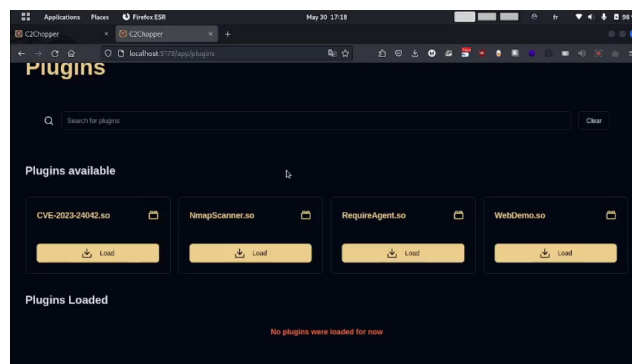 Applications Places Firefox ESR May 30 17:18 fr 98
C2Chopper × C2Chopper × +
localhost:5173/app/plugins
Plugins
Search for plugins Clear
Plugins available
CVE-2023-24042.so NmapScanner.so RequireAgent.so WebDemo.so
Load Load Load Load
Plugins Loaded
No plugins were loaded for now